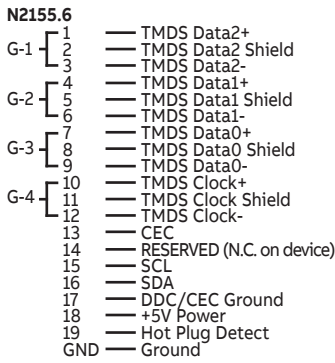 N2155.6
G-1
1 TMDS Data2+
2 TMDS Data2 Shield
3 TMDS Data2-
G-2
4 TMDS Data1+
5 TMDS Data1 Shield
6 TMDS Data1-
G-3
7 TMDS Data0+
8 TMDS Data0 Shield
9 TMDS Data0-
G-4
10 TMDS Clock+
11 TMDS Clock Shield
12 TMDS Clock-
13 CEC
14 RESERVED (N.C. on device)
15 SCL
16 SDA
17 DDC/CEC Ground
18 +5V Power
19 Hot Plug Detect
GND Ground